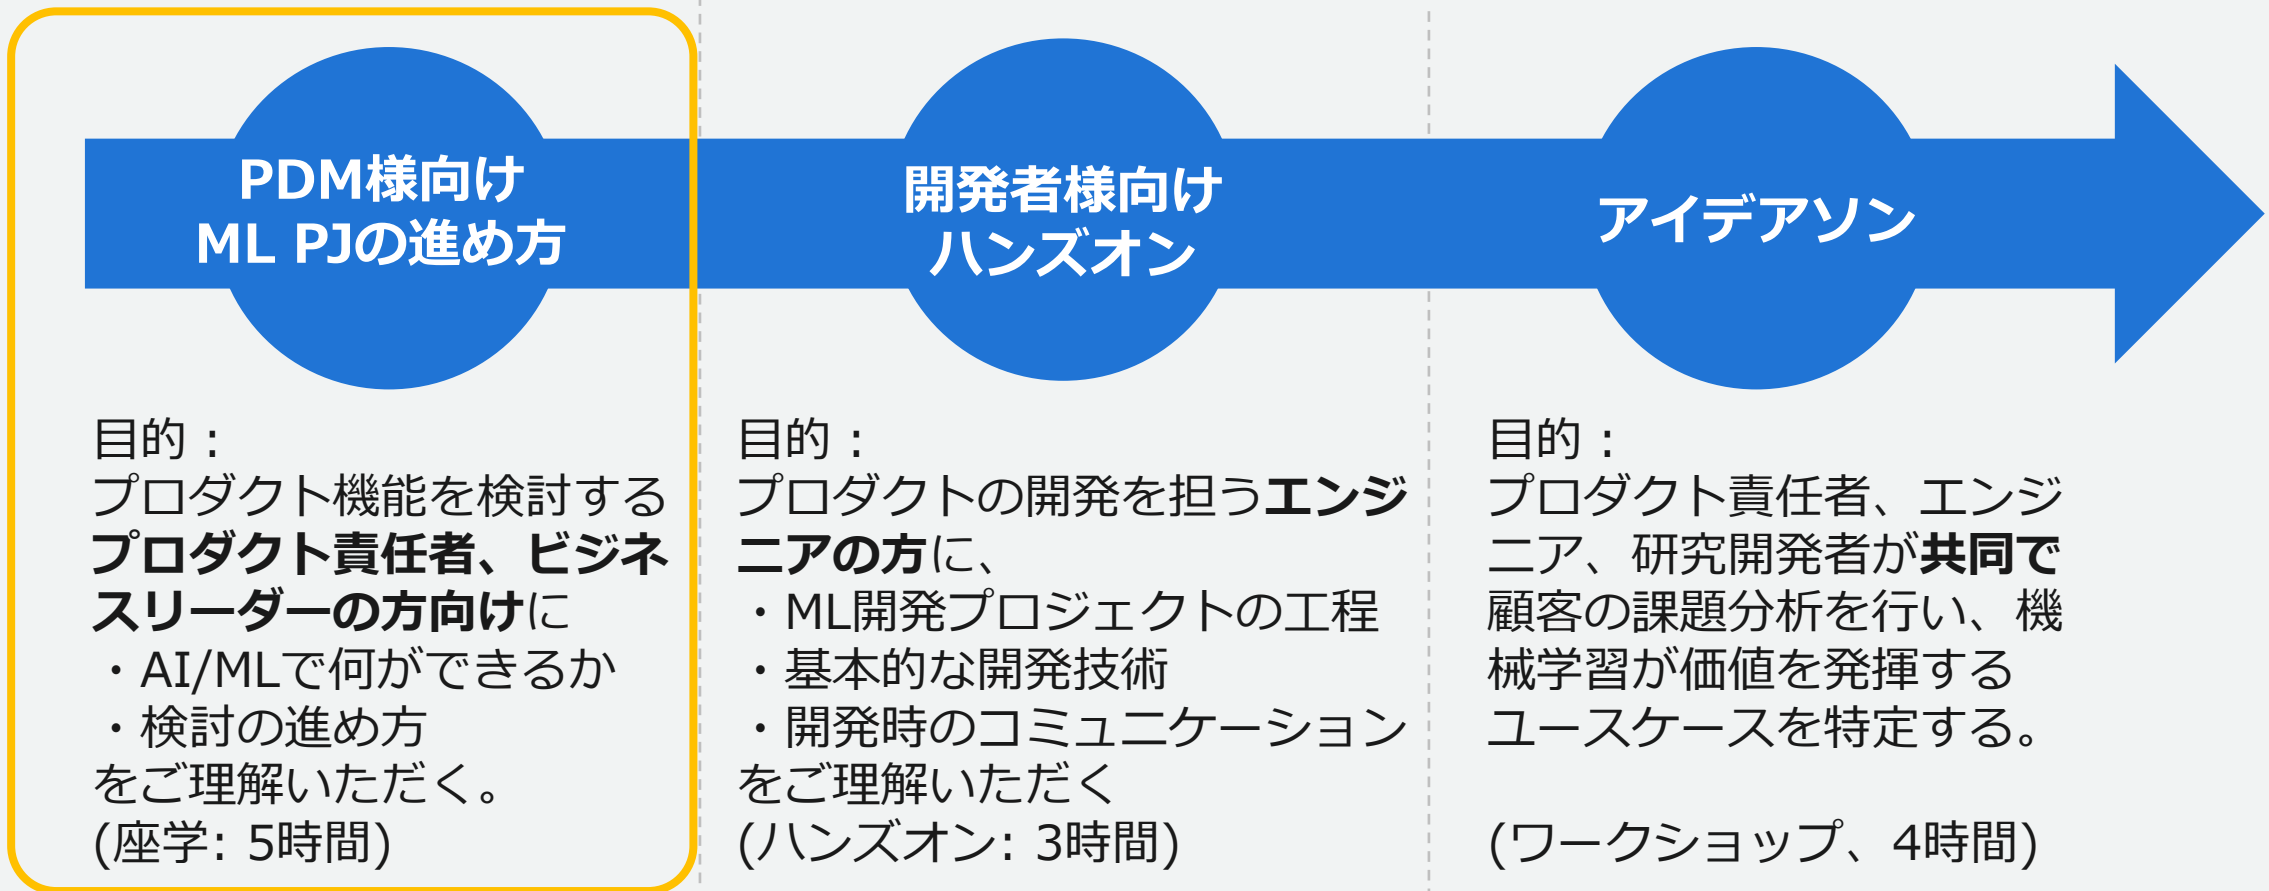 PDM様向け
ML PJの進め方
開発者様向け
ハンズオン
アイデアソン
目的：
プロダクト機能を検討する
プロダクト責任者、ビジネ
スリーダーの方向けに
・AI/MLで何ができるか
・検討の進め方
をご理解いただく。
(座学: 5時間)
目的：
プロダクトの開発を担うエンジ
ニアの方に、
・ML開発プロジェクトの工程
・基本的な開発技術
・開発時のコミュニケーション
をご理解いただく
(ハンズオン: 3時間)
目的：
プロダクト責任者、エンジ
ニア、研究開発者が共同で
顧客の課題分析を行い、機
械学習が価値を発揮する
ユースケースを特定する。
(ワークショップ、4時間)